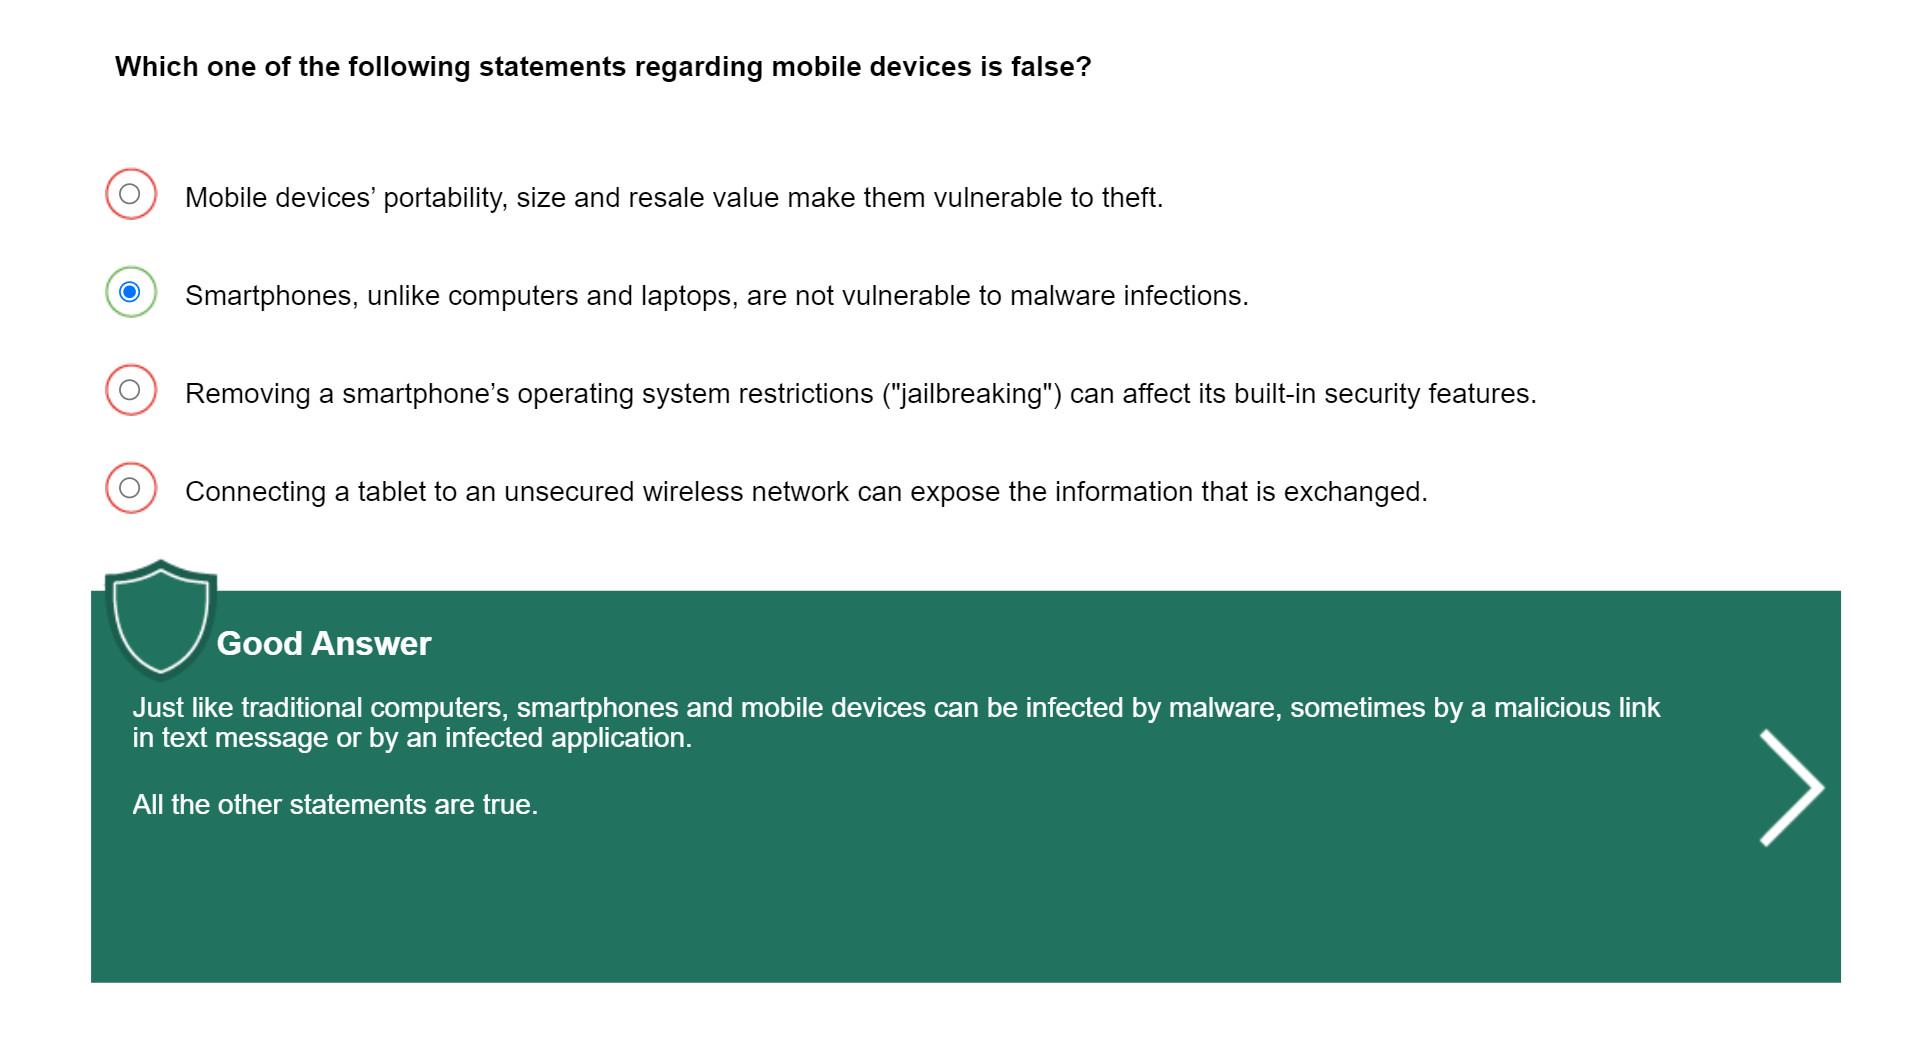 Which one of the following statements regarding mobile devices is false?
Mobile devices’ portability, size and resale value make them vulnerable to theft.
Smartphones, unlike computers and laptops, are not vulnerable to malware infections.
Removing a smartphone’s operating system restrictions ("jailbreaking") can affect its built-in security features.
Connecting a tablet to an unsecured wireless network can expose the information that is exchanged.
Good Answer
Just like traditional computers, smartphones and mobile devices can be infected by malware, sometimes by a malicious link
in text message or by an infected application.
All the other statements are true.